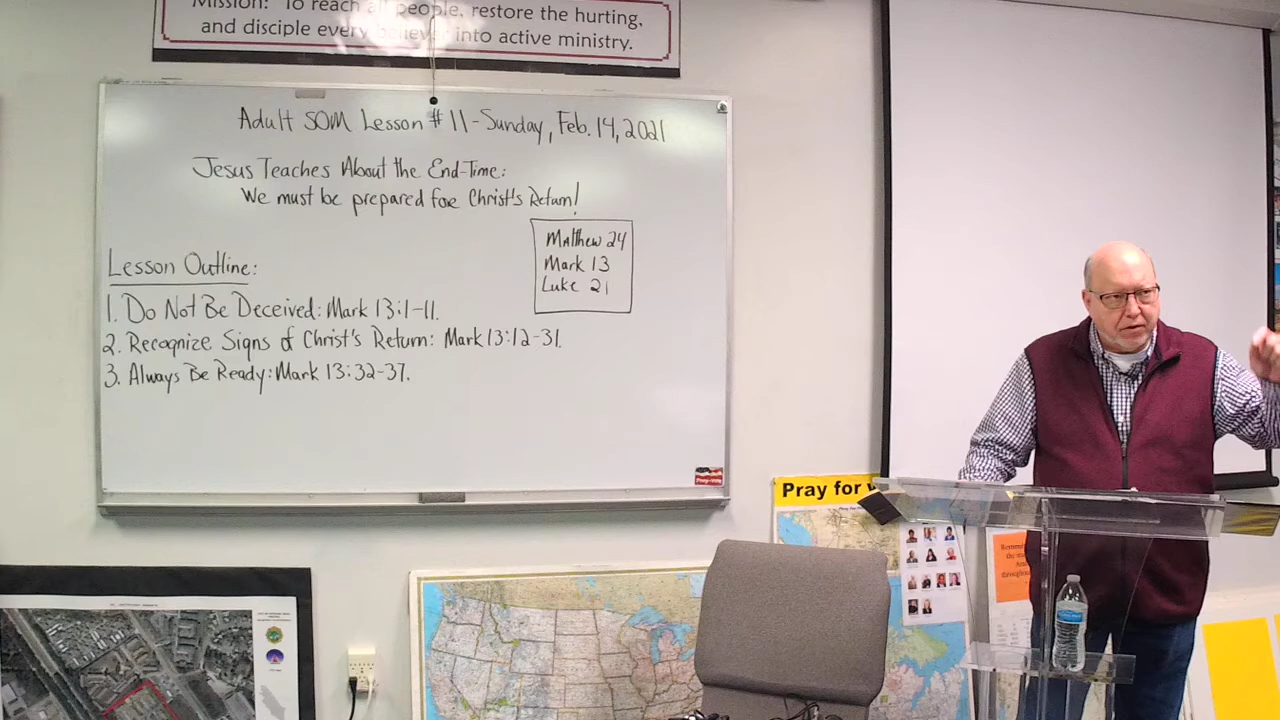 Mission: To reach all people, restore the hurting,
and disciple every believer into active ministry.
Adult SOM Lesson # 11 - Sunday, Feb. 14, 2021
Jesus Teaches About the End-Time:
We must be prepared for Christ's Return!
Matthew 24
Mark 13
Luke 21
Lesson Outline:
1. Do Not Be Deceived: Mark 13:1-11.
2. Recognize Signs of Christ's Return: Mark 13:12-31.
3. Always Be Ready: Mark 13:32-37.
Pray for